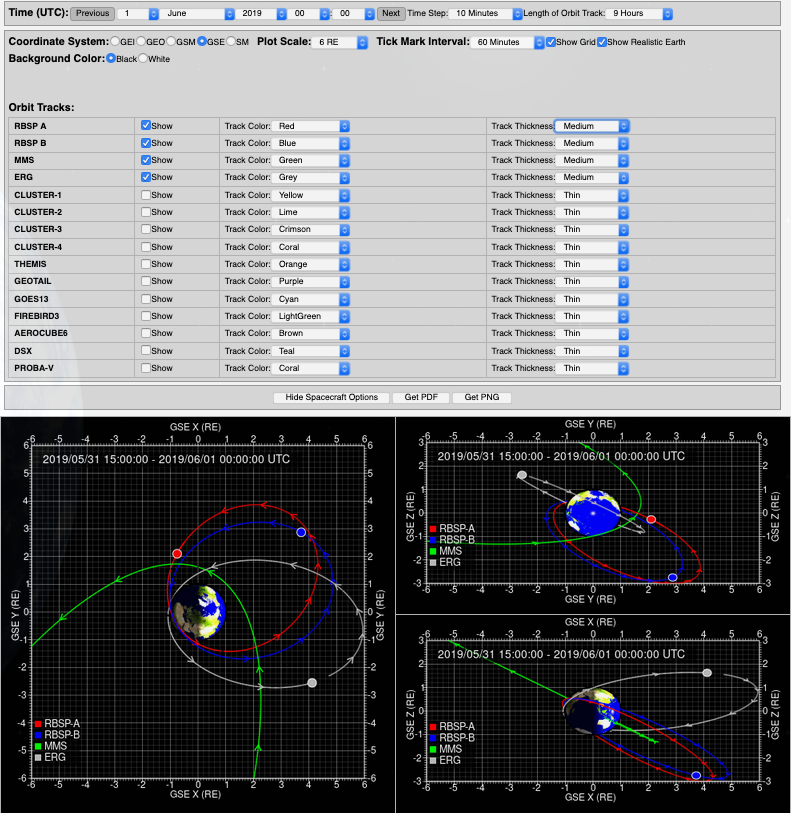 Time (UTC): Previous 1 June 2019 00 : 00 Next Time Step: 10 Minutes Length of Orbit Track: 9 Hours
Coordinate System: GEI GEO GSM GSE SM Plot Scale: 6 RE Tick Mark Interval: 60 Minutes Show Grid Show Realistic Earth
Background Color: Black White
Orbit Tracks:
RBSP A Show Track Color: Red Track Thickness: Medium
RBSP B Show Track Color: Blue Track Thickness: Medium
MMS Show Track Color: Green Track Thickness: Medium
ERG Show Track Color: Grey Track Thickness: Medium
CLUSTER-1 Show Track Color: Yellow Track Thickness: Thin
CLUSTER-2 Show Track Color: Lime Track Thickness: Thin
CLUSTER-3 Show Track Color: Crimson Track Thickness: Thin
CLUSTER-4 Show Track Color: Coral Track Thickness: Thin
THEMIS Show Track Color: Orange Track Thickness: Thin
GEOTAIL Show Track Color: Purple Track Thickness: Thin
GOES13 Show Track Color: Cyan Track Thickness: Thin
FIREBIRD3 Show Track Color: LightGreen Track Thickness: Thin
AEROCUBE6 Show Track Color: Brown Track Thickness: Thin
DSX Show Track Color: Teal Track Thickness: Thin
PROBA-V Show Track Color: Coral Track Thickness: Thin
Hide Spacecraft Options Get PDF Get PNG
GSE X (RE)
-6 -5 -4 -3 -2 -1 0 1 2 3 4 5 6
2019/05/31 15:00:00 - 2019/06/01 00:00:00 UTC
GSE Y (RE)
6 5 4 3 2 1 0 -1 -2 -3 -4 -5 -6
GSE Y (RE)
6 5 4 3 2 1 0 -1 -2 -3 -4 -5 -6
RBSP-A
RBSP-B
MMS
ERG
-6 -5 -4 -3 -2 -1 0 1 2 3 4 5 6
GSE X (RE)
GSE Y (RE)
-6 -5 -4 -3 -2 -1 0 1 2 3 4 5 6
2019/05/31 15:00:00 - 2019/06/01 00:00:00 UTC
GSE Z (RE)
3 2 1 0 -1 -2 -3
GSE Z (RE)
3 2 1 0 -1 -2 -3
RBSP-A
RBSP-B
MMS
ERG
-6 -5 -4 -3 -2 -1 0 1 2 3 4 5 6
GSE Y (RE)
GSE X (RE)
-6 -5 -4 -3 -2 -1 0 1 2 3 4 5 6
2019/05/31 15:00:00 - 2019/06/01 00:00:00 UTC
GSE Z (RE)
3 2 1 0 -1 -2 -3
GSE Z (RE)
3 2 1 0 -1 -2 -3
RBSP-A
RBSP-B
MMS
ERG
-6 -5 -4 -3 -2 -1 0 1 2 3 4 5 6
GSE X (RE)